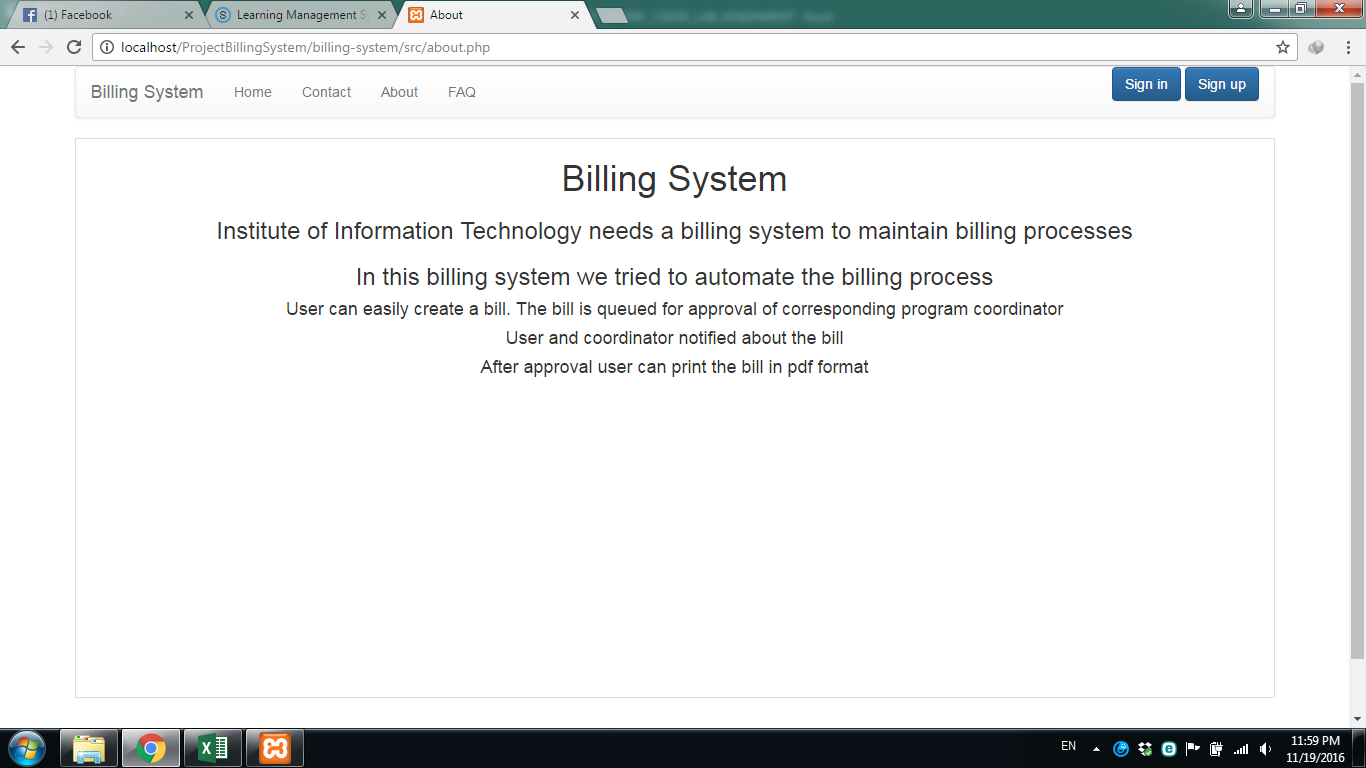 (1) Facebook
Learning Management S
About
localhost/ProjectBillingSystem/billing-system/src/about.php
Billing System Home Contact About FAQ Sign in Sign up
Billing System
Institute of Information Technology needs a billing system to maintain billing processes
In this billing system we tried to automate the billing process
User can easily create a bill. The bill is queued for approval of corresponding program coordinator
User and coordinator notified about the bill
After approval user can print the bill in pdf format
EN
11:59 PM
11/19/2016